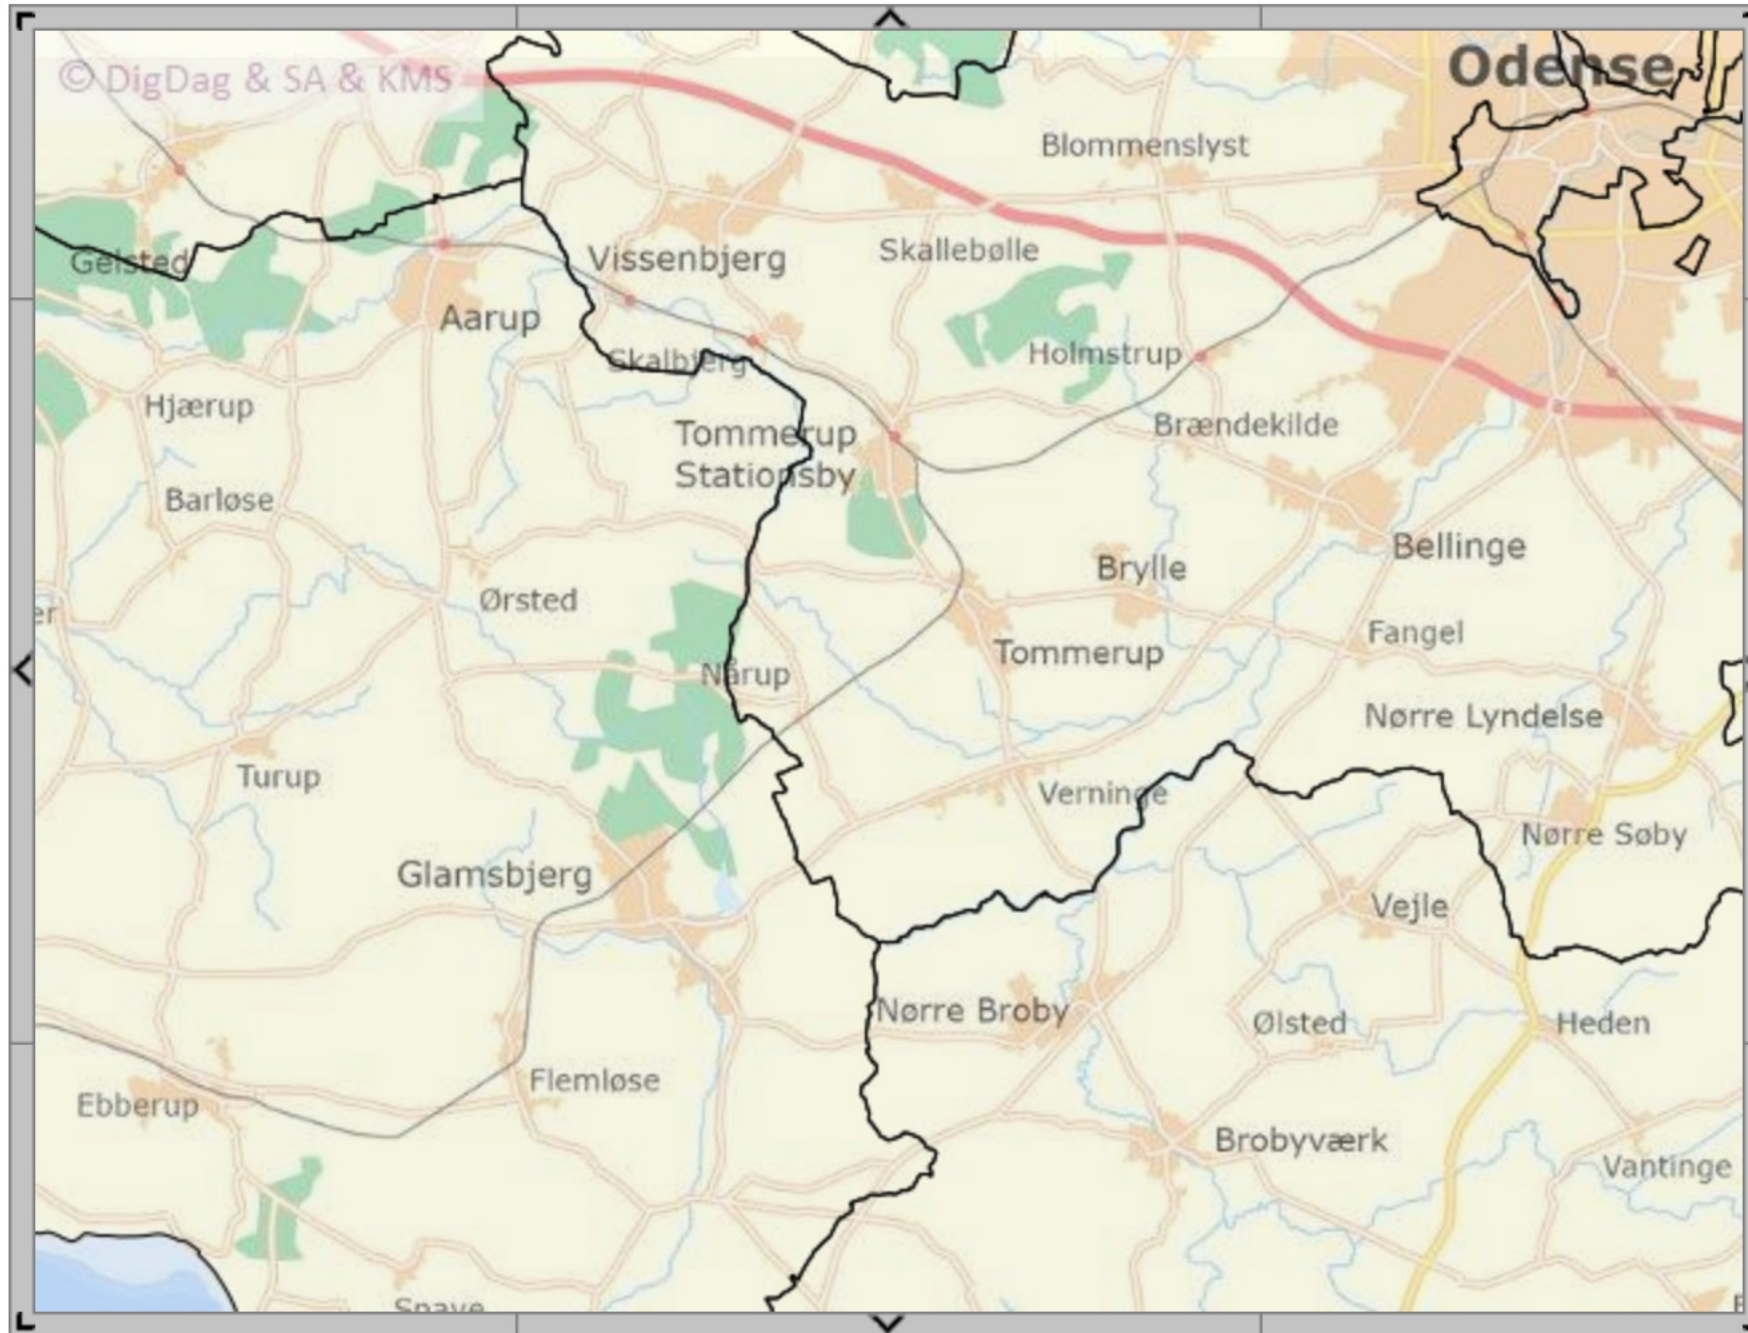 Odense
© DigDag & SA & KMS
Blommenslyst
Skallebølle
Vissenbjerg
Gelsted
Aarup
Holmstrup
Skalbjerg
Hjærup
Brændekilde
Tommerup
Stationsby
Barløse
Bellinge
Brylle
Ørsted
er
Fangel
Tommerup
Nårup
Nørre Lyndelse
Turup
Verninge
Nørre Søby
Glamsbjerg
Vejle
Nørre Broby
Ølsted
Heden
Flemløse
Ebberup
Brobyværk
Vantinge